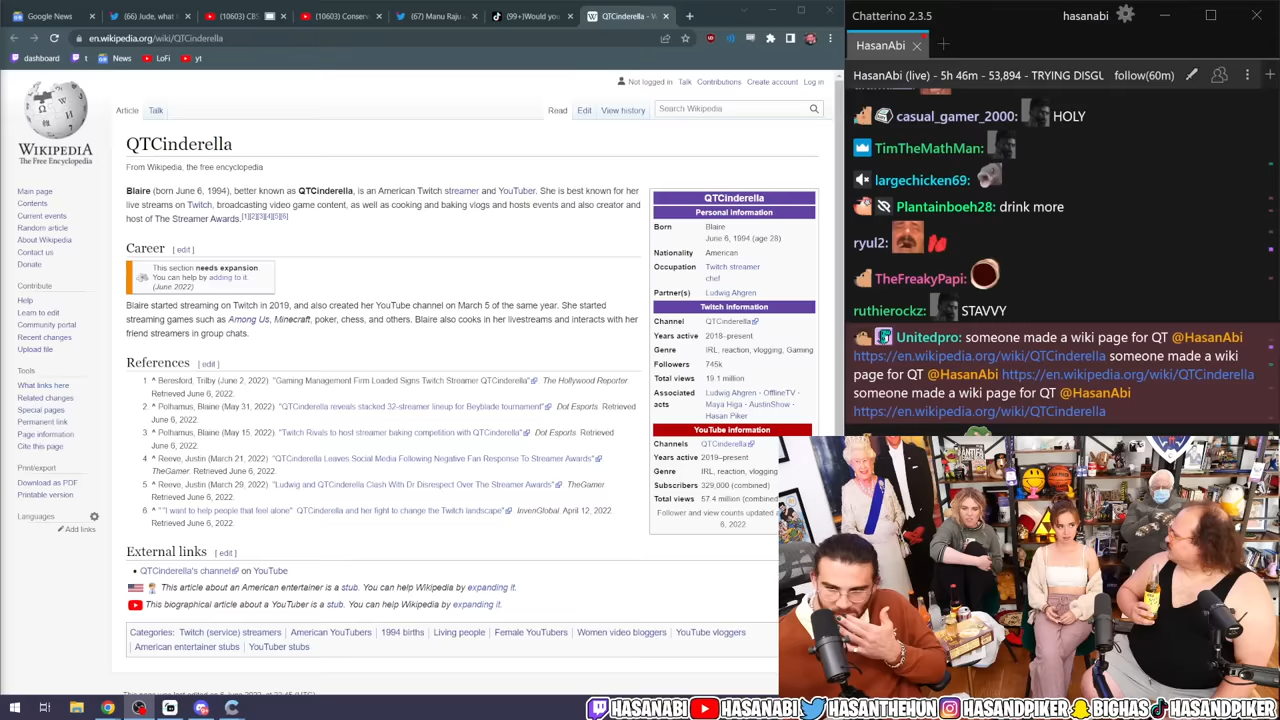 Google News
(66) Jude, what
(10603) CBS
(10603) Conserv
(67) Manu Raju
(99+)Would you
QTCinderella - W
en.wikipedia.org/wiki/QTCinderella
dashboard
t
News
LoFi
yt
Not logged in Talk Contributions Create account Log in
Article Talk
Read Edit View history
Search Wikipedia
WIKIPEDIA
The Free Encyclopedia
Main page
Contents
Current events
Random article
About Wikipedia
Contact us
Donate
Contribute
Help
Learn to edit
Community portal
Recent changes
Upload file
Tools
What links here
Related changes
Special pages
Permanent link
Page information
Cite this page
Print/export
Download as PDF
Printable version
Languages
Add links
QTCinderella
From Wikipedia, the free encyclopedia
Blaire (born June 6, 1994), better known as QTCinderella, is an American Twitch streamer and YouTuber. She is best known for her
live streams on Twitch, broadcasting video game content, as well as cooking and baking vlogs and hosts events and also creator and
host of The Streamer Awards.[1][2][3][4][5][6]
Career [ edit ]
This section needs expansion.
You can help by adding to it.
(June 2022)
Blaire started streaming on Twitch in 2019, and also created her YouTube channel on March 5 of the same year. She started
streaming games such as Among Us, Minecraft, poker, chess, and others. Blaire also cooks in her livestreams and interacts with her
friend streamers in group chats.
References [ edit ]
1. ^ Beresford, Trilby (June 2, 2022). "Gaming Management Firm Loaded Signs Twitch Streamer QTCinderella". The Hollywood Reporter.
Retrieved June 6, 2022.
2. ^ Polhamus, Blaine (May 31, 2022). "QTCinderella reveals stacked 32-streamer lineup for Beyblade tournament". Dot Esports. Retrieved
June 6, 2022.
3. ^ Polhamus, Blaine (May 15, 2022). "Twitch Rivals to host streamer baking competition with QTCinderella". Dot Esports. Retrieved
June 6, 2022.
4. ^ Reeve, Justin (March 21, 2022). "QTCinderella Leaves Social Media Following Negative Fan Response To Streamer Awards".
TheGamer. Retrieved June 6, 2022.
5. ^ Reeve, Justin (March 29, 2022). "Ludwig and QTCinderella Clash With Dr Disrespect Over The Streamer Awards". TheGamer.
Retrieved June 6, 2022.
6. ^ ""I want to help people that feel alone" QTCinderella and her fight to change the Twitch landscape". InvenGlobal. April 12, 2022.
Retrieved June 6, 2022.
External links [ edit ]
• QTCinderella's channel on YouTube
This article about an American entertainer is a stub. You can help Wikipedia by expanding it.
This biographical article about a YouTuber is a stub. You can help Wikipedia by expanding it.
Categories: Twitch (service) streamers | American YouTubers | 1994 births | Living people | Female YouTubers | Women video bloggers | YouTube vloggers
| American entertainer stubs | YouTuber stubs
QTCinderella
Personal information
Born Blaire
June 6, 1994 (age 28)
Nationality American
Occupation Twitch streamer
chef
Partner(s) Ludwig Ahgren
Twitch information
Channel QTCinderella
Years active 2018–present
Genre IRL, reaction, vlogging, Gaming
Followers 745k
Total views 19.1 million
Associated acts Ludwig Ahgren · OfflineTV ·
Maya Higa · AustinShow ·
Hasan Piker
YouTube information
Channels QTCinderella
Years active 2019–present
Genre IRL, reaction, vlogging
Subscribers 329,000 (combined)
Total views 57.4 million (combined
Follower and view counts updated a
6, 2022.
Chatterino 2.3.5
hasanabi
HasanAbi
HasanAbi (live) - 5h 46m - 53,894 - TRYING DISGL
follow(60m)
casual_gamer_2000: HOLY
TimTheMathMan:
largechicken69:
Plantainboeh28: drink more
ryul2:
TheFreakyPapi:
ruthierockz: STAVVY
Unitedpro: someone made a wiki page for QT @HasanAbi
https://en.wikipedia.org/wiki/QTCinderella someone made a wiki
page for QT @HasanAbi https://en.wikipedia.org/wiki/QTCinderella
someone made a wiki page for QT @HasanAbi
https://en.wikipedia.org/wiki/QTCinderella
HASANABI HASANABI HASANTHEHUN HASANDPIKER BIGHAS HASANDPIKER